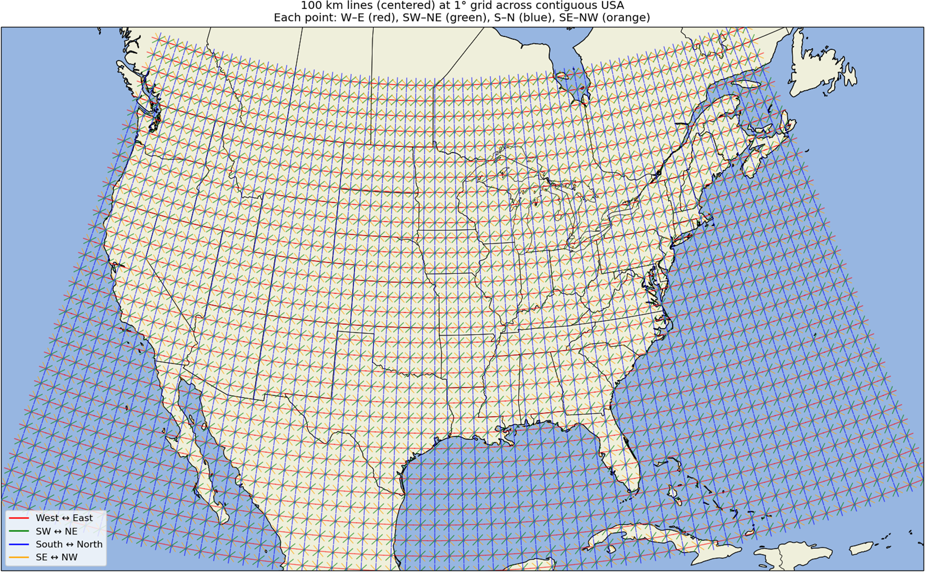 100 km lines (centered) at 1° grid across contiguous USA
Each point: W–E (red), SW–NE (green), S–N (blue), SE–NW (orange)
West ↔ East
SW ↔ NE
South ↔ North
SE ↔ NW